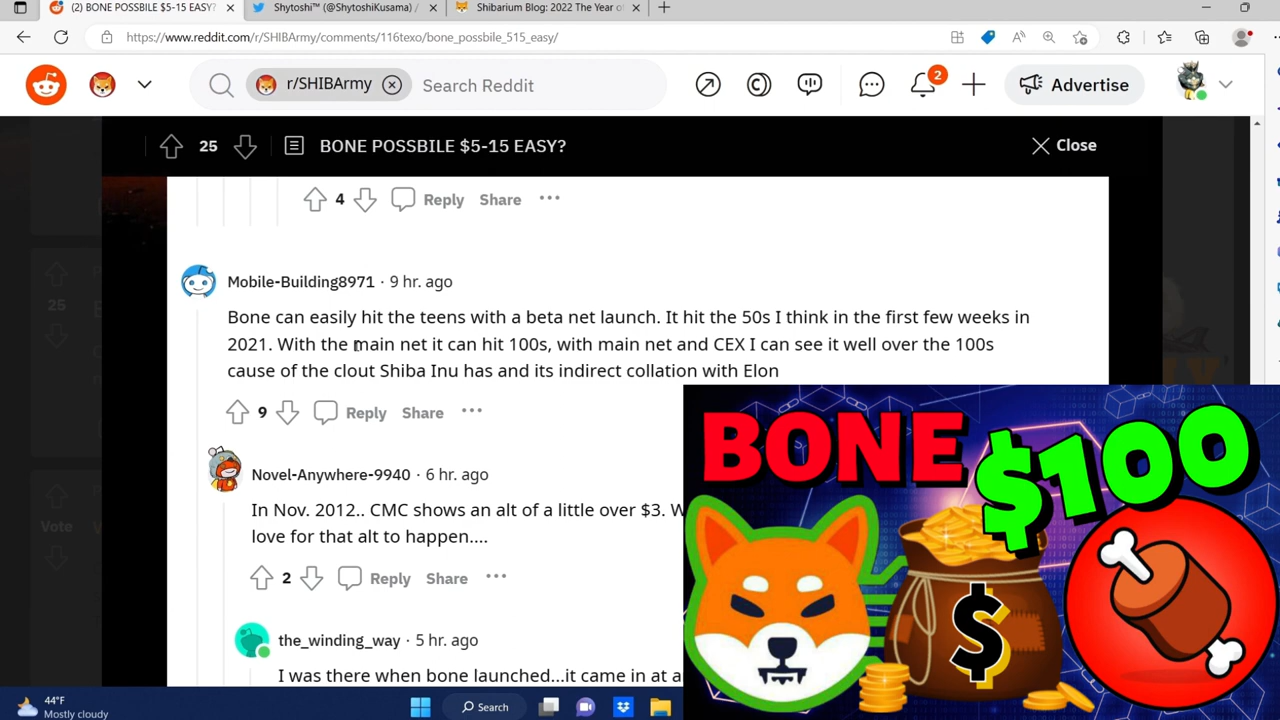 (2) BONE POSSBILE $5-15 EASY?
Shytoshi™ (@ShytoshiKusama) /
Shibarium Blog: 2022 The Year of
https://www.reddit.com/r/SHIBArmy/comments/116texo/bone_possbile_515_easy/
r/SHIBArmy
Search Reddit
2
Advertise
25
BONE POSSBILE $5-15 EASY?
Close
4 Reply Share
25
Mobile-Building8971 · 9 hr. ago
Bone can easily hit the teens with a beta net launch. It hit the 50s I think in the first few weeks in
2021. With the main net it can hit 100s, with main net and CEX I can see it well over the 100s
cause of the clout Shiba Inu has and its indirect collation with Elon
9 Reply Share
Novel-Anywhere-9940 · 6 hr. ago
In Nov. 2012.. CMC shows an alt of a little over $3. W
love for that alt to happen....
Vote
2 Reply Share
the_winding_way · 5 hr. ago
I was there when bone launched...it came in at a
BONE
$100
$
44°F
Mostly cloudy
Search